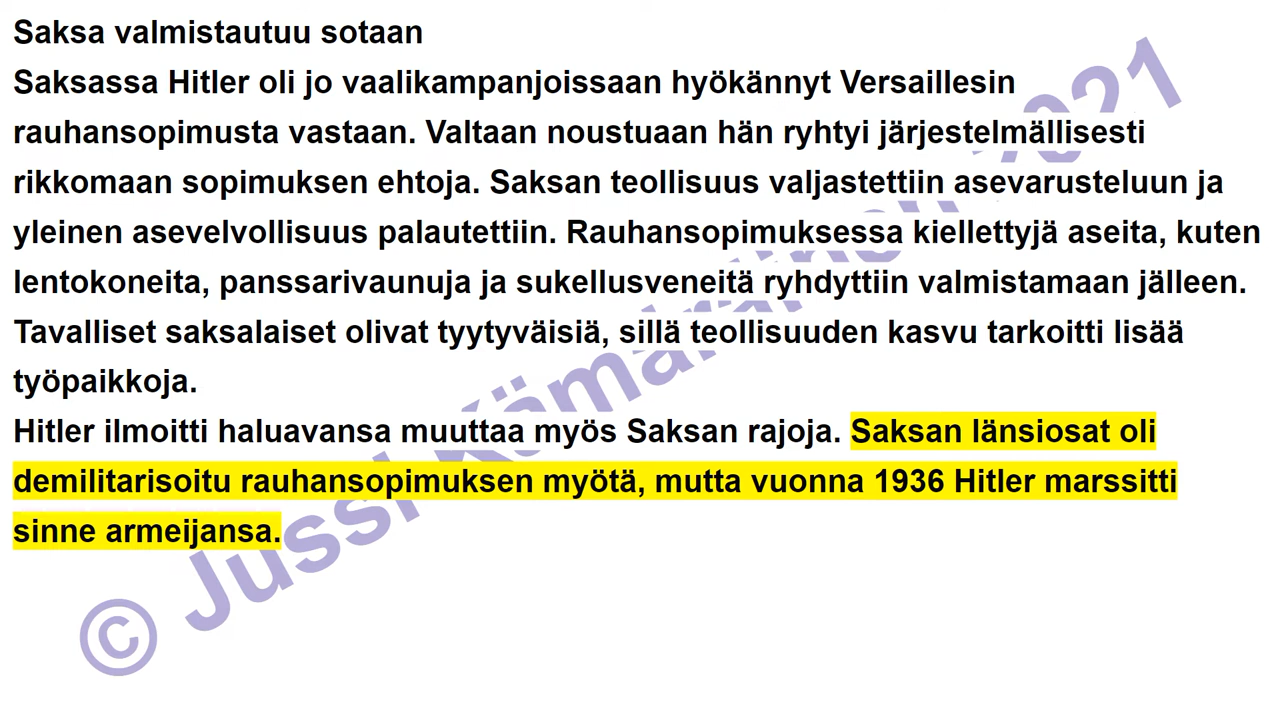 Saksa valmistautuu sotaan
Saksassa Hitler oli jo vaalikampanjoissaan hyökännyt Versaillesin
rauhansopimusta vastaan. Valtaan noustuaan hän ryhtyi järjestelmällisesti
rikkomaan sopimuksen ehtoja. Saksan teollisuus valjastettiin asevarusteluun ja
yleinen asevelvollisuus palautettiin. Rauhansopimuksessa kiellettyjä aseita, kuten
lentokoneita, panssarivaunuja ja sukellusveneitä ryhdyttiin valmistamaan jälleen.
Tavalliset saksalaiset olivat tyytyväisiä, sillä teollisuuden kasvu tarkoitti lisää
työpaikkoja.
Hitler ilmoitti haluavansa muuttaa myös Saksan rajoja. Saksan länsiosat oli
demilitarisoitu rauhansopimuksen myötä, mutta vuonna 1936 Hitler marssitti
sinne armeijansa.
© Jussi 2021